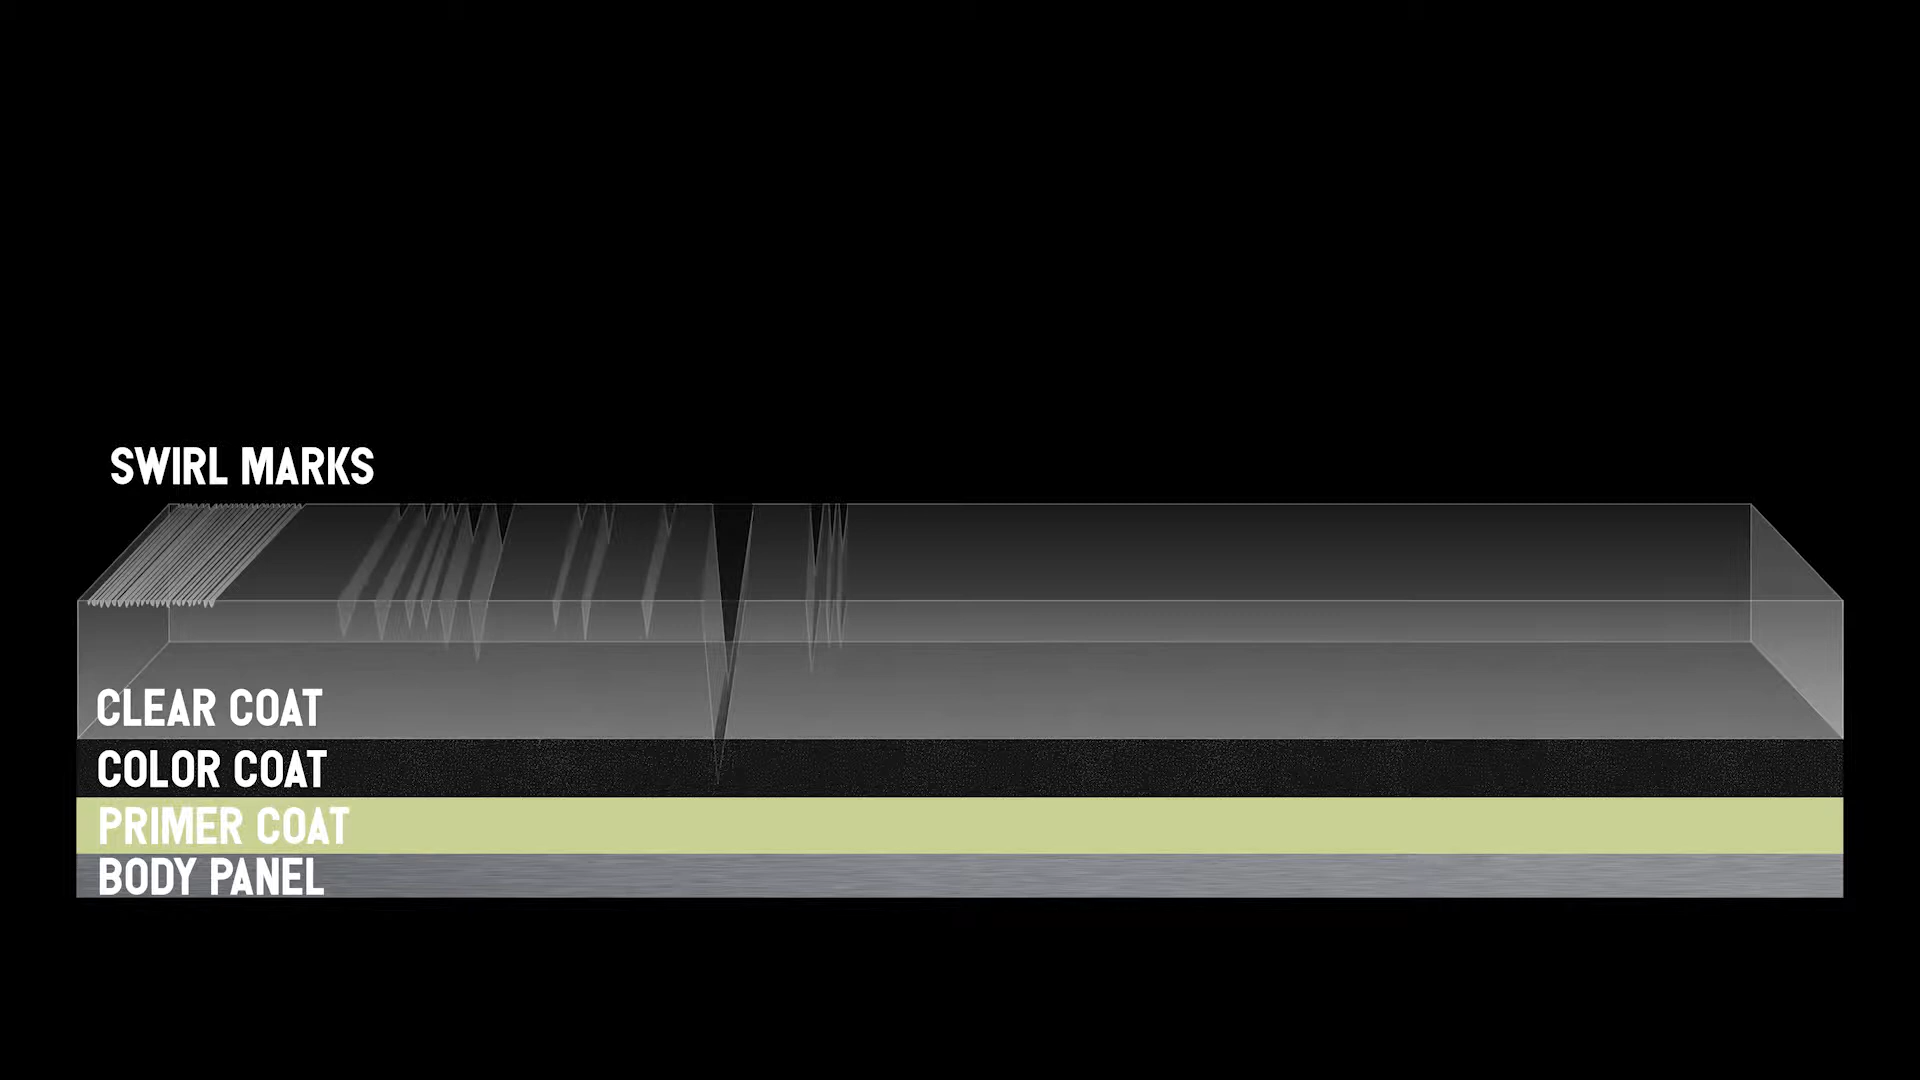 SWIRL MARKS
CLEAR COAT
COLOR COAT
PRIMER COAT
BODY PANEL